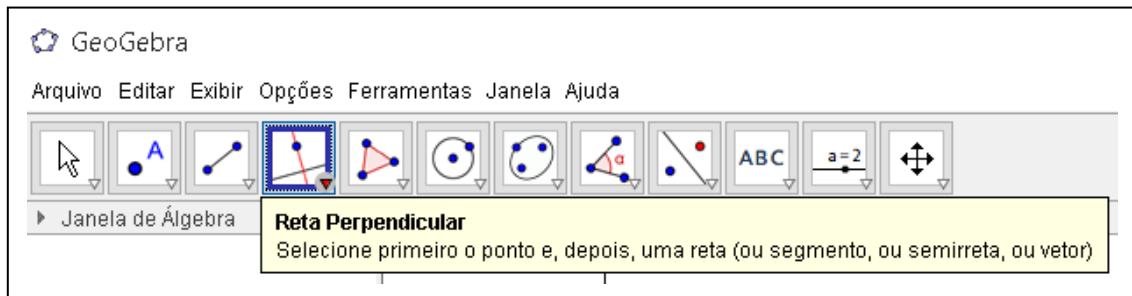 GeoGebra
Arquivo Editar Exibir Opções Ferramentas Janela Ajuda
A
α
ABC
a=2
Janela de Álgebra
Reta Perpendicular
Selecione primeiro o ponto e, depois, uma reta (ou segmento, ou semirreta, ou vetor)